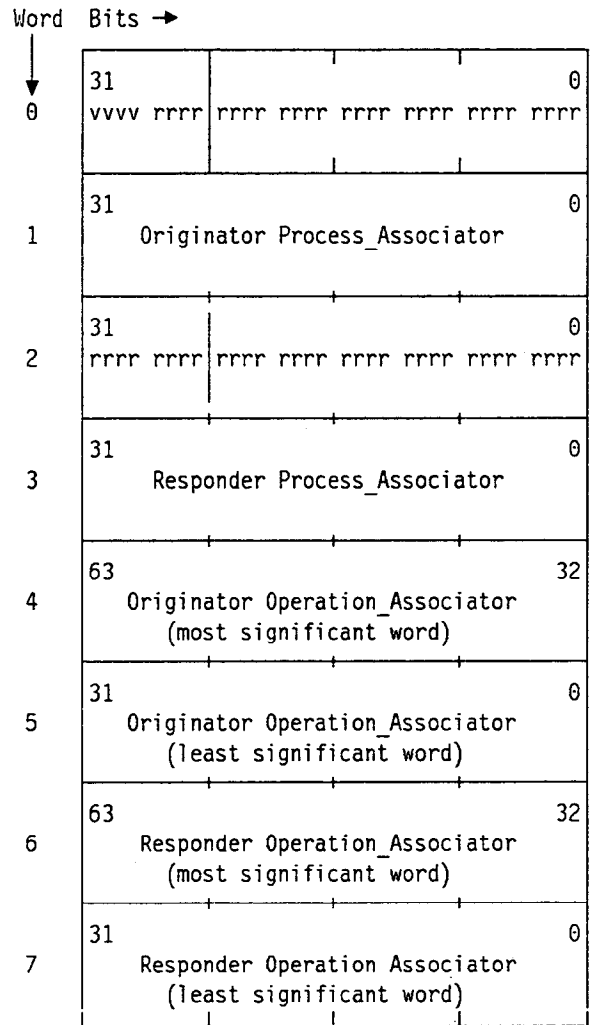 Word Bits →
31 0
0 vvvv rrrr rrrr rrrr rrrr rrrr rrrr rrrr
31 0
1 Originator Process_Associator
31 0
2 rrrr rrrr rrrr rrrr rrrr rrrr rrrr rrrr
31 0
3 Responder Process_Associator
63 32
4 Originator Operation_Associator
(most significant word)
31 0
5 Originator Operation_Associator
(least significant word)
63 32
6 Responder Operation_Associator
(most significant word)
31 0
7 Responder Operation Associator
(least significant word)